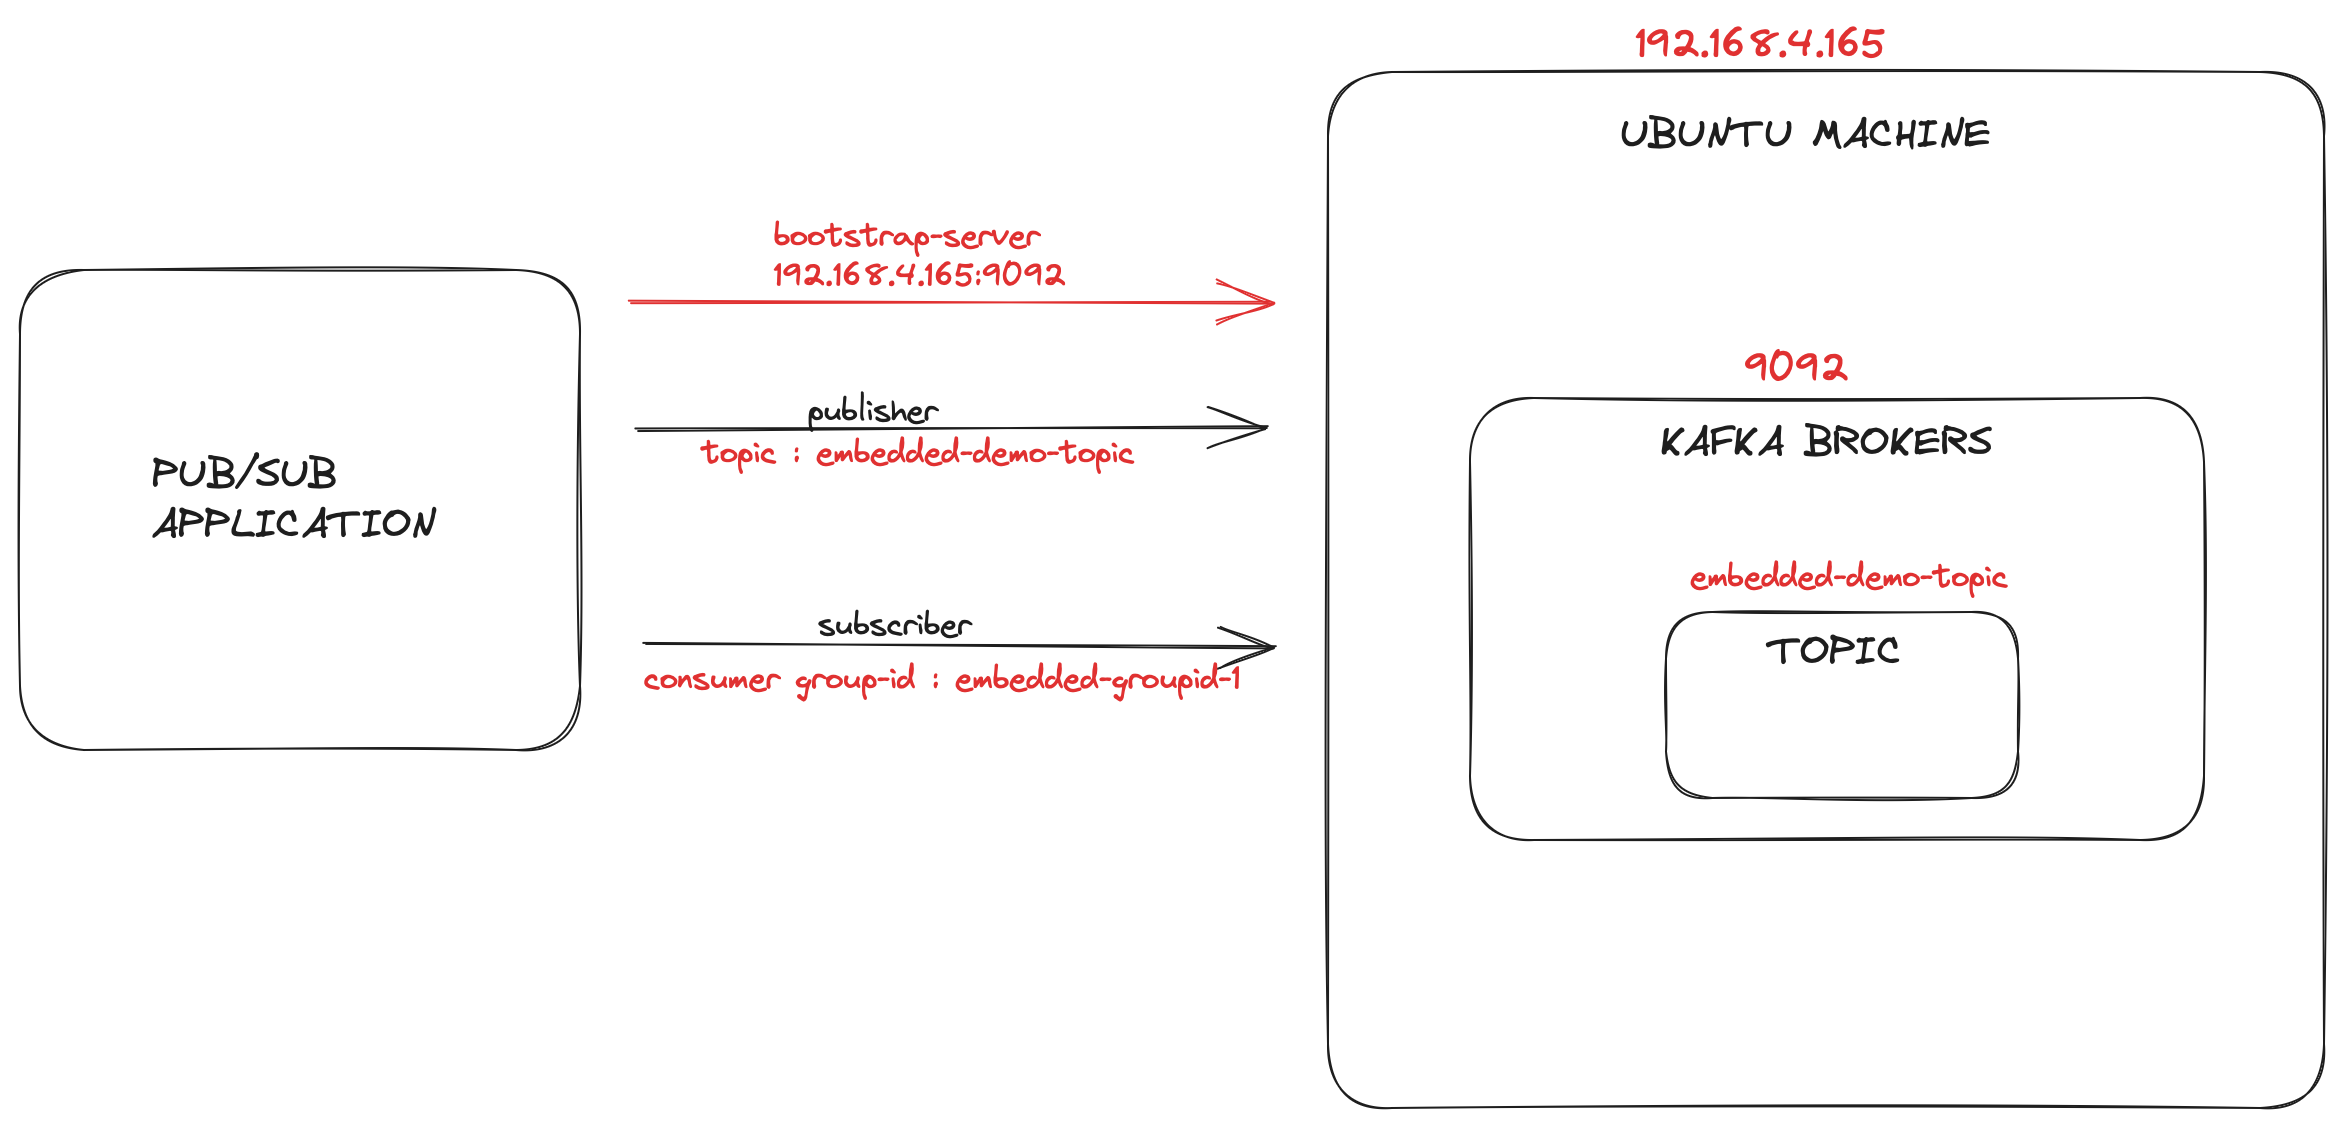 192.168.4.165
UBUNTU MACHINE
bootstrap-server
192.168.4.165:9092
9092
publisher
topic : embedded-demo-topic
KAFKA BROKERS
PUB/SUB
APPLICATION
embedded-demo-topic
subscriber
TOPIC
consumer group-id : embedded-groupid-1